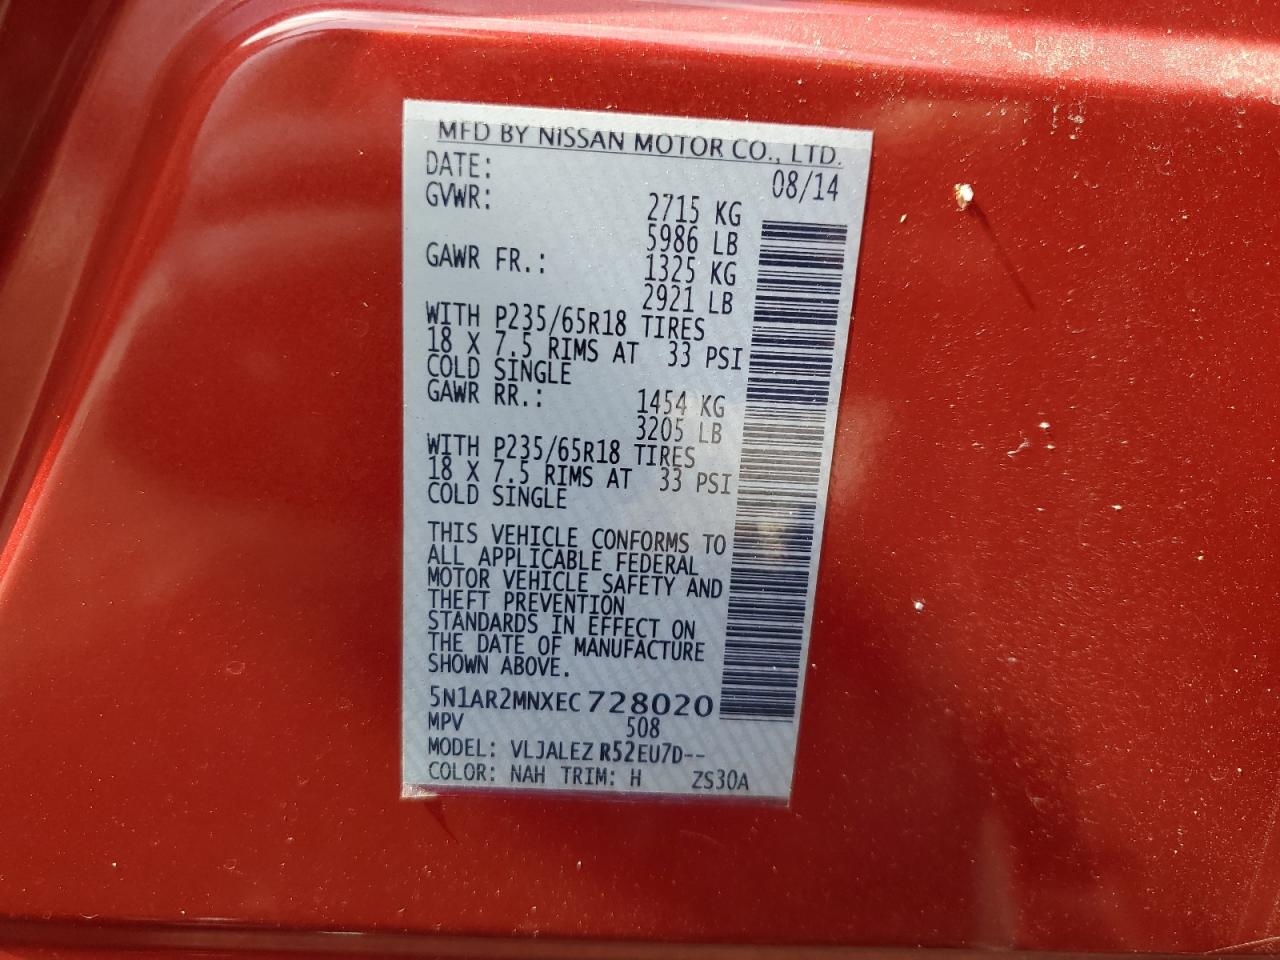 MFD BY NISSAN MOTOR CO., LTD.
DATE: 08/14
GVWR: 2715 KG
5986 LB
GAWR FR.: 1325 KG
2921 LB
WITH P235/65R18 TIRES
18 X 7.5 RIMS AT 33 PSI
COLD SINGLE
GAWR RR.: 1454 KG
3205 LB
WITH P235/65R18 TIRES
18 X 7.5 RIMS AT 33 PSI
COLD SINGLE
THIS VEHICLE CONFORMS TO
ALL APPLICABLE FEDERAL
MOTOR VEHICLE SAFETY AND
THEFT PREVENTION
STANDARDS IN EFFECT ON
THE DATE OF MANUFACTURE
SHOWN ABOVE.
5N1AR2MNXEC728020
MPV 508
MODEL: VLJALEZ R52EU7D--
COLOR: NAH TRIM: H ZS30A